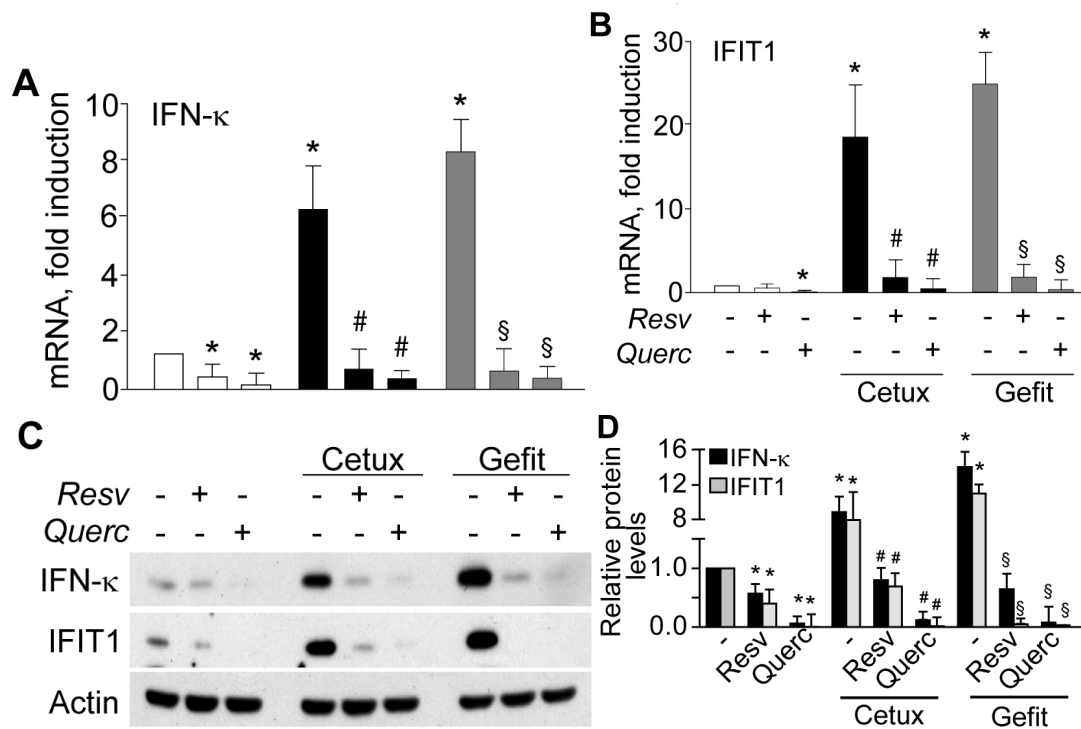 A
IFN-κ
mRNA, fold induction
10
8
6
4
2
0
* * * # # * § §
B
IFIT1
mRNA, fold induction
30
20
10
0
* * # # * § §
Resv - + - - + - - + -
Querc - - + - - + - - +
Cetux Gefit
C
Cetux Gefit
Resv - + - - + - - + -
Querc - - + - - + - - +
IFN-κ
IFIT1
Actin
D
IFN-κ
IFIT1
Relative protein
levels
16
12
8
1.0
0.0
* * * * * * # # # # * * § § § §
- Resv Querc - Resv Querc - Resv Querc
Cetux Gefit